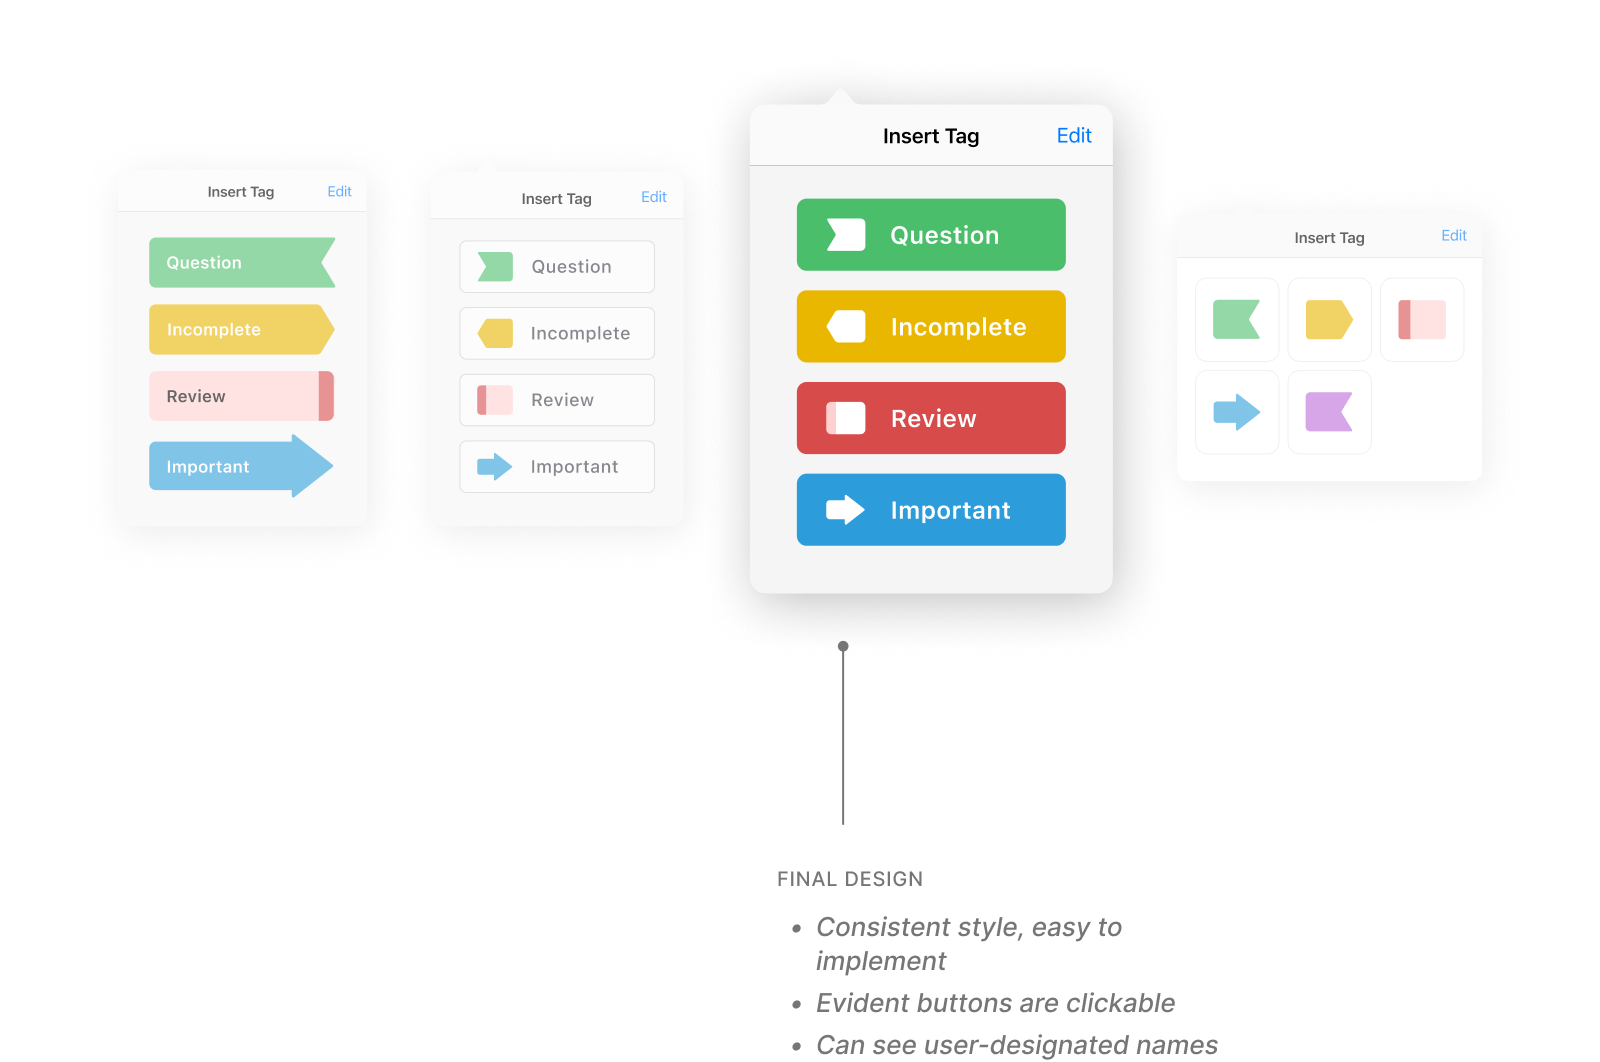 Insert Tag Edit
Question
Incomplete
Review
Important
Insert Tag Edit
Question
Incomplete
Review
Important
Insert Tag Edit
Question
Incomplete
Review
Important
Insert Tag Edit
FINAL DESIGN
• Consistent style, easy to
implement
• Evident buttons are clickable
• Can see user-designated names